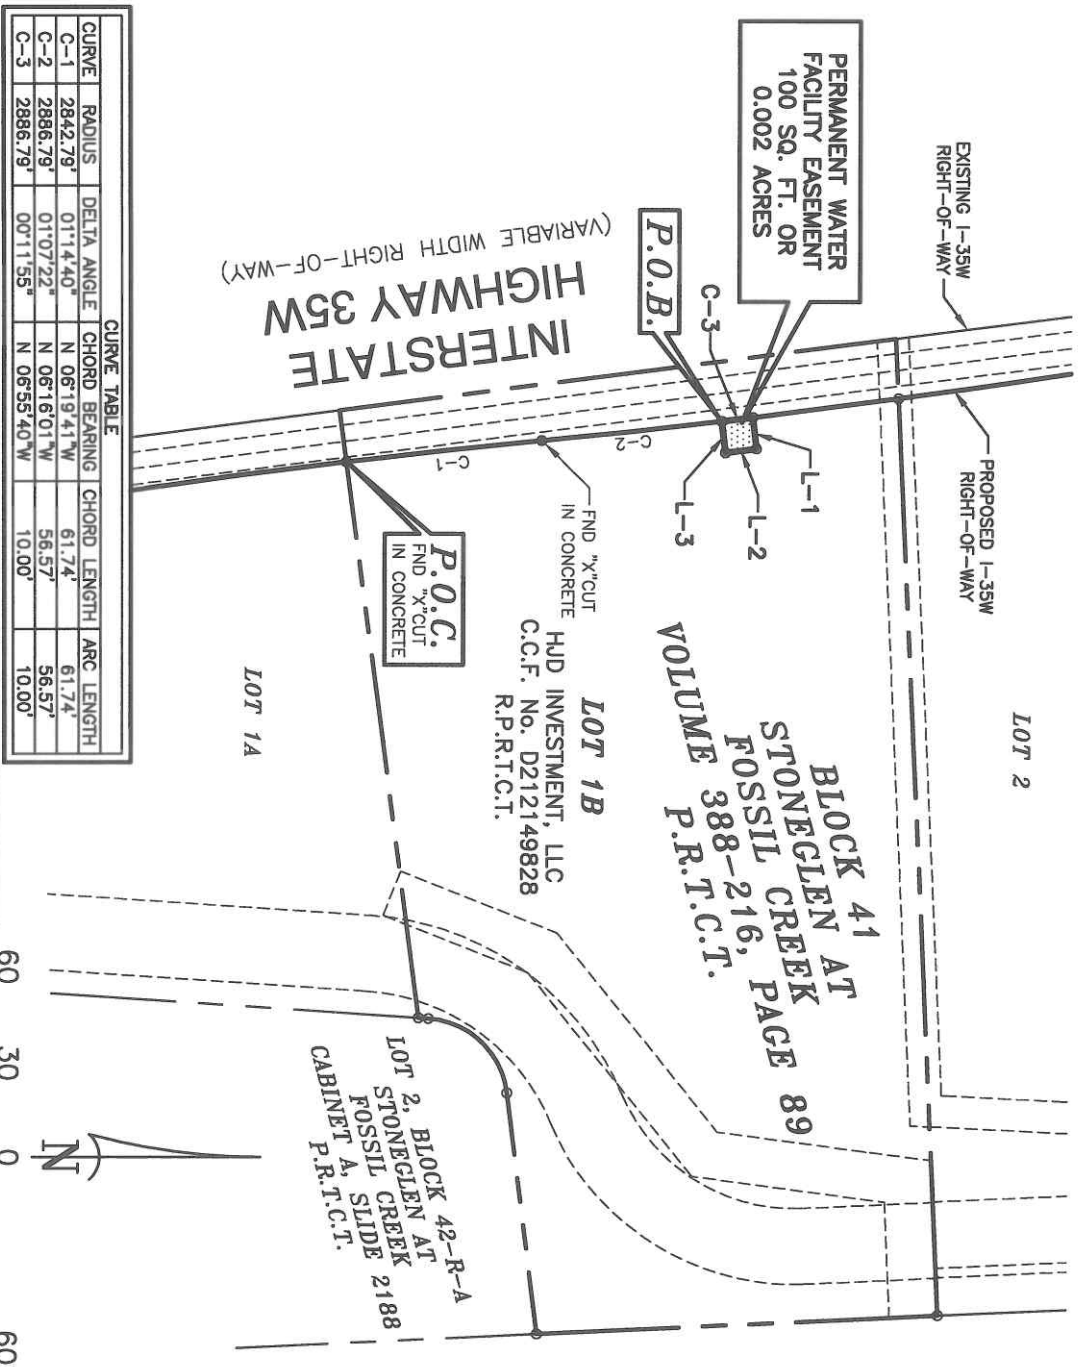 EXISTING I-35W
RIGHT-OF-WAY
PROPOSED I-35W
RIGHT-OF-WAY
LOT 2
PERMANENT WATER
FACILITY EASEMENT
100 SQ. FT. OR
0.002 ACRES
P.O.B.
C-3
L-1
L-2
L-3
C-2
C-1
INTERSTATE
HIGHWAY 35W
(VARIABLE WIDTH RIGHT-OF-WAY)
FND "X"CUT
IN CONCRETE
P.O.C.
FND "X"CUT
IN CONCRETE
BLOCK 41
STONEGLEN AT
FOSSIL CREEK
VOLUME 388-216, PAGE 89
P.R.T.C.T.
LOT 1B
HJD INVESTMENT, LLC
C.C.F. No. D212149828
R.P.R.T.C.T.
LOT 1A
LOT 2, BLOCK 42-R-A
STONEGLEN AT
FOSSIL CREEK
CABINET A, SLIDE 2188
P.R.T.C.T.
N
CURVE TABLE
CURVE RADIUS DELTA ANGLE CHORD BEARING CHORD LENGTH ARC LENGTH
C-1 2842.79' 01°14'40" N 06°19'41"W 61.74' 61.74'
C-2 2886.79' 01°07'22" N 06°16'01"W 56.57' 56.57'
C-3 2886.79' 00°11'55" N 06°55'40"W 10.00' 10.00'
60 30 0 60